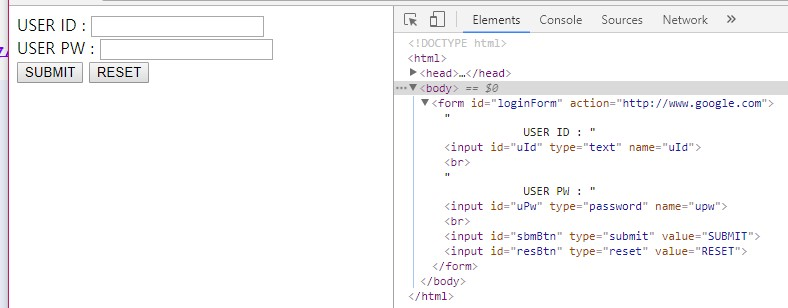 USER ID :
USER PW :
SUBMIT RESET
Elements Console Sources Network »
<!DOCTYPE html>
<html>
▶<head>…</head>
···▼<body> == $0
▼<form id="loginForm" action="http://www.google.com">
"
USER ID : "
<input id="uId" type="text" name="uId">
<br>
"
USER PW : "
<input id="uPw" type="password" name="upw">
<br>
<input id="sbmBtn" type="submit" value="SUBMIT">
<input id="resBtn" type="reset" value="RESET">
</form>
</body>
</html>